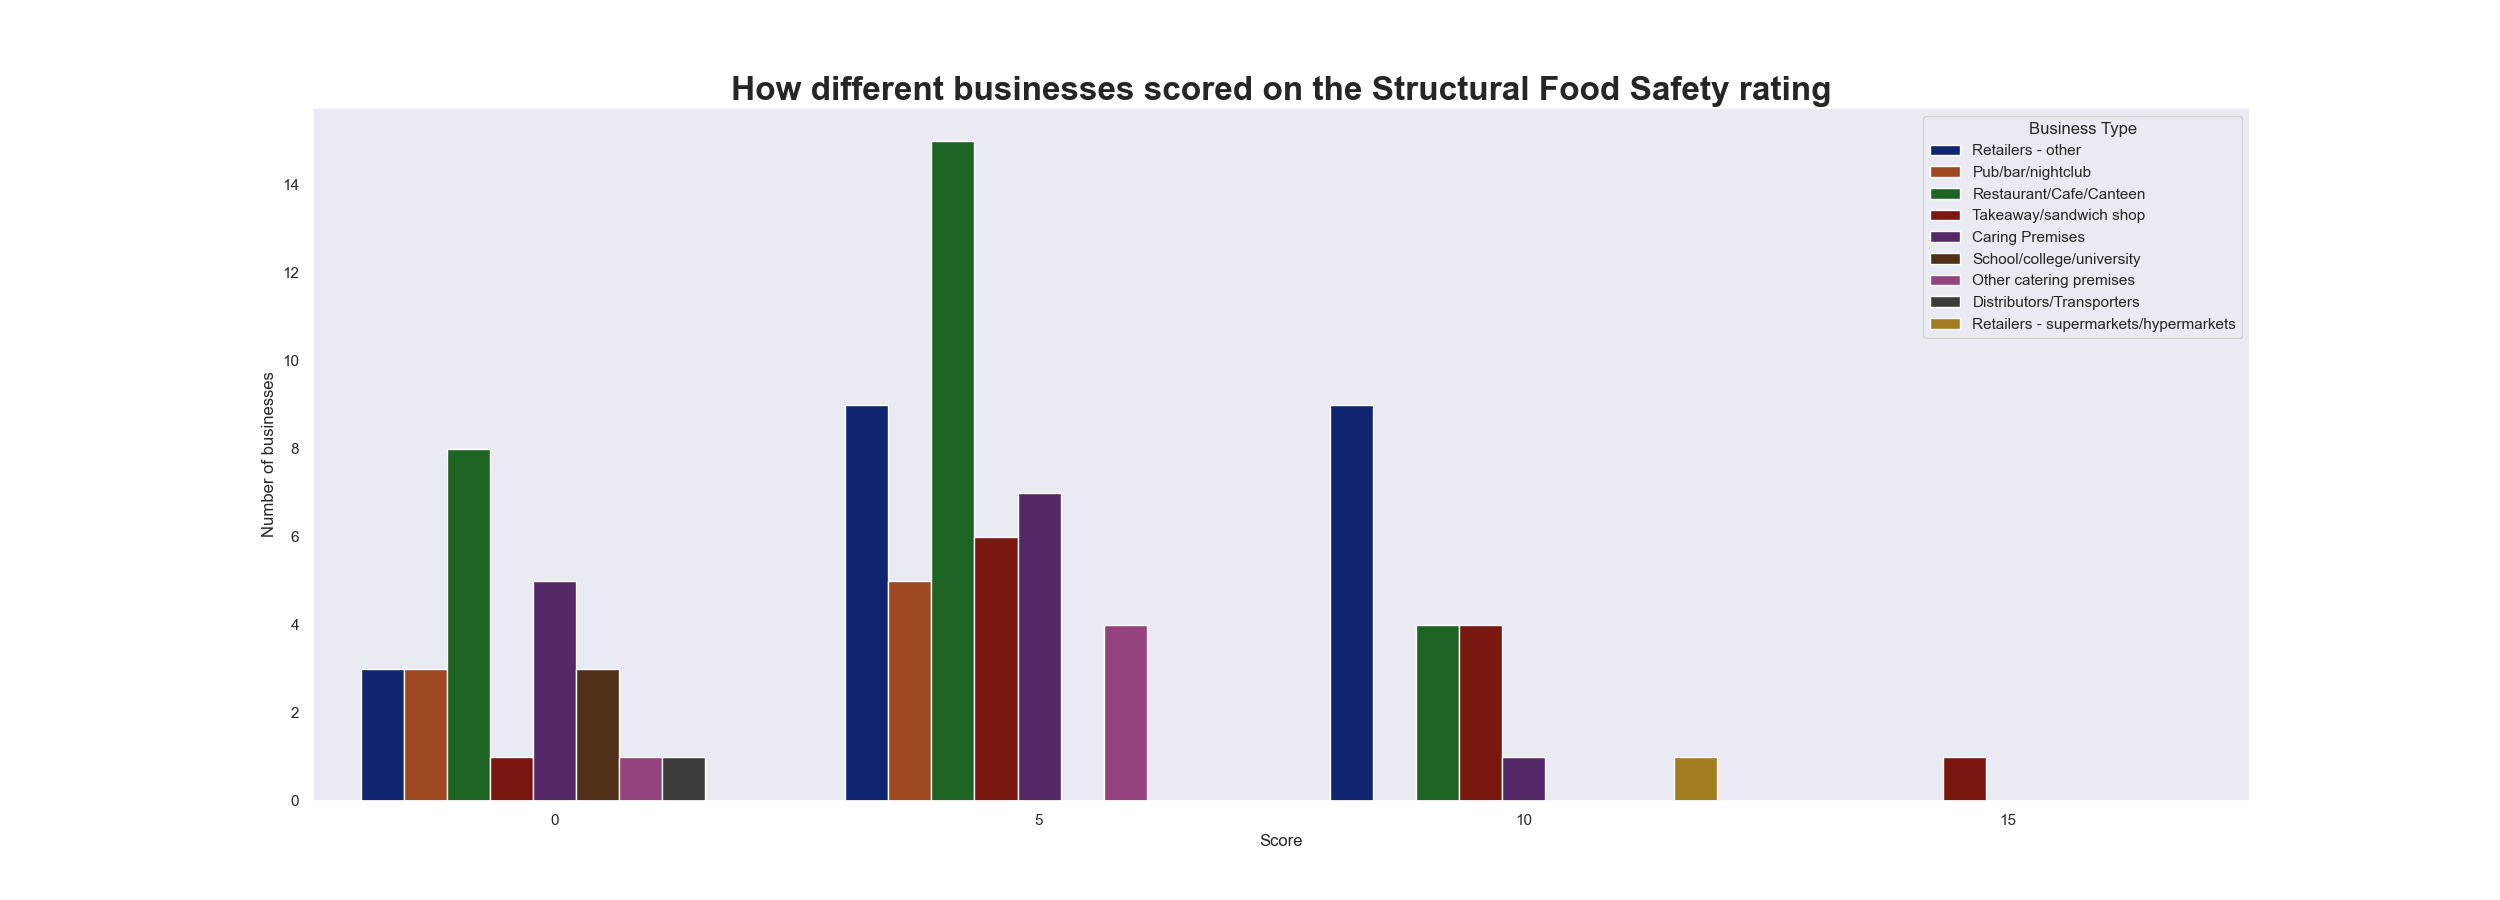 How different businesses scored on the Structural Food Safety rating
Business Type
Retailers - other
Pub/bar/nightclub
Restaurant/Cafe/Canteen
Takeaway/sandwich shop
Caring Premises
School/college/university
Other catering premises
Distributors/Transporters
Retailers - supermarkets/hypermarkets
Number of businesses
14
12
10
8
6
4
2
0
0 5 10 15
Score